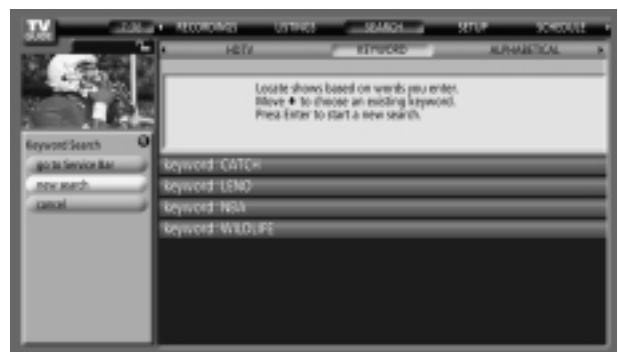 TV
GUIDE
RECORDINGS LISTINGS SEARCH SETUP SCHEDULE
HDTV KEYWORD ALPHABETICAL
Locate shows based on words you enter.
Move to choose an existing keyword.
Press Enter to start a new search.
Keyword Search
go to Service Bar
new search
cancel
keyword: CATCH
keyword: LENO
keyword: NBA
keyword: WILDLIFE